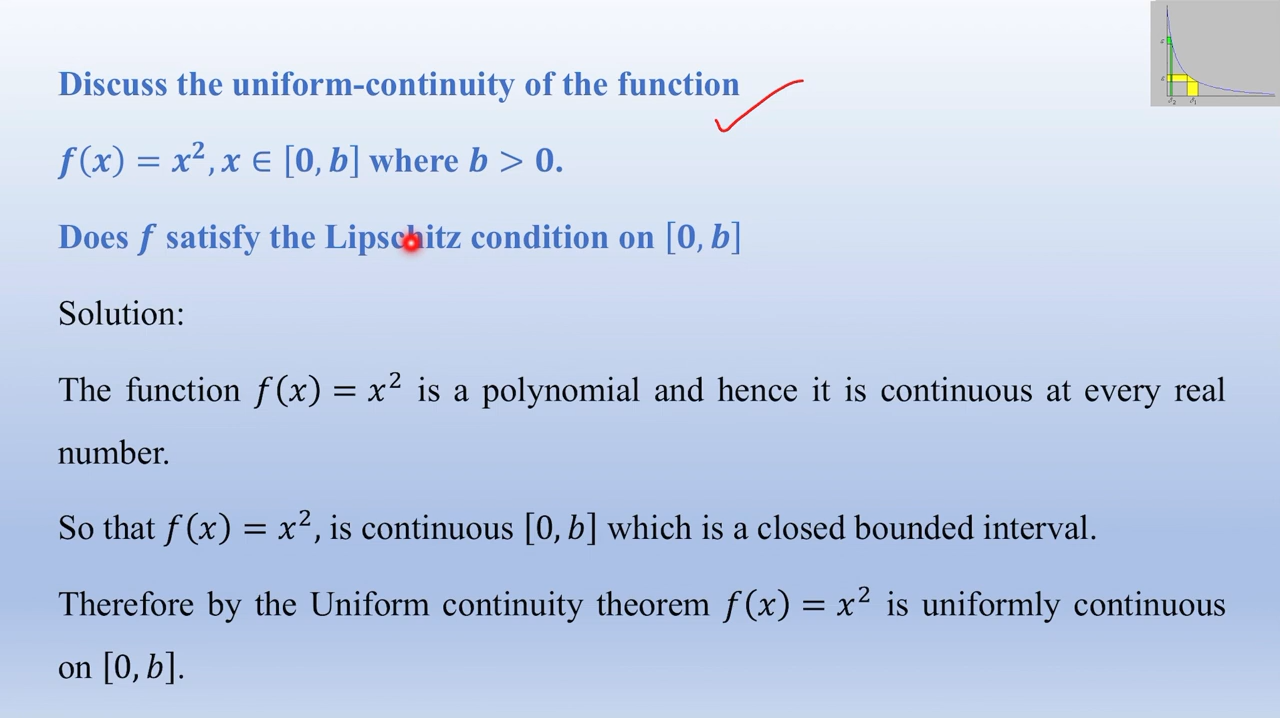 Discuss the uniform-continuity of the function
f(x) = x², x ∈ [0, b] where b > 0.
Does f satisfy the Lipschitz condition on [0, b]
Solution:
The function f(x) = x² is a polynomial and hence it is continuous at every real
number.
So that f(x) = x², is continuous [0, b] which is a closed bounded interval.
Therefore by the Uniform continuity theorem f(x) = x² is uniformly continuous
on [0, b].